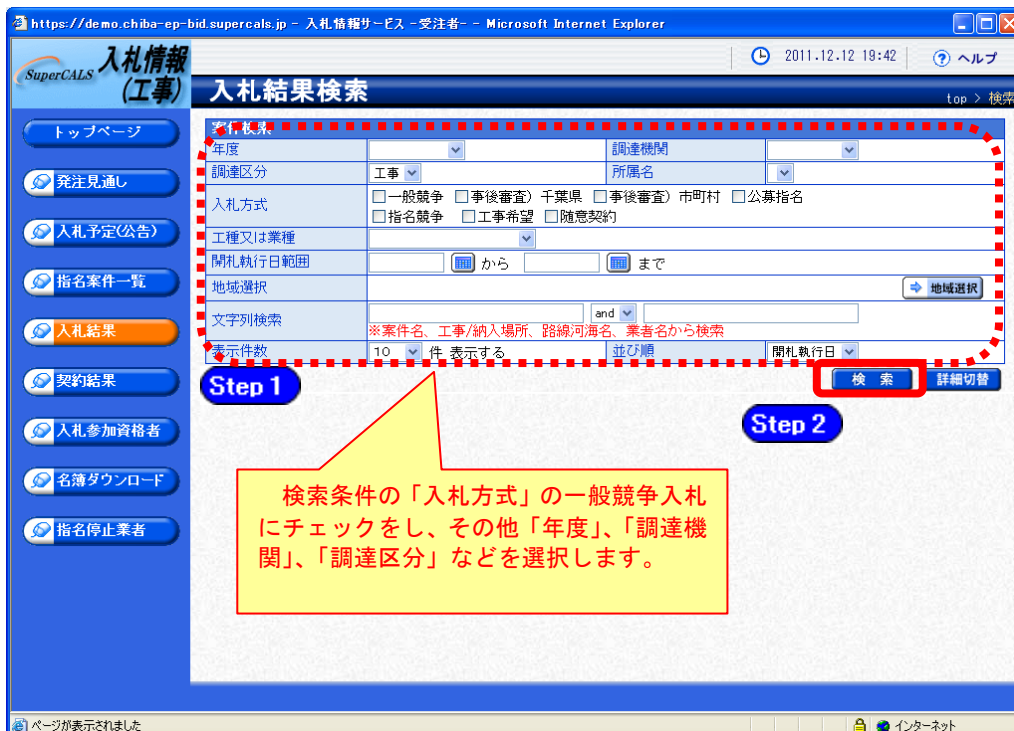 https://demo.chiba-ep-bid.supercals.jp - 入札情報サービス -受注者- - Microsoft Internet Explorer
SuperCALS 入札情報
(工事)
2011.12.12 19:42 ヘルプ
入札結果検索
top > 検索
トップページ
発注見通し
入札予定(公告)
指名案件一覧
入札結果
契約結果
入札参加資格者
名簿ダウンロード
指名停止業者
案件検索
年度 調達機関
調達区分 工事 所属名
入札方式 一般競争 事後審査）千葉県 事後審査）市町村 公募指名
指名競争 工事希望 随意契約
工種又は業種
開札執行日範囲 から まで
地域選択 地域選択
文字列検索 and
※案件名、工事/納入場所、路線河海名、業者名から検索
表示件数 10 件 表示する 並び順 開札執行日
検 索 詳細切替
Step 1
Step 2
検索条件の「入札方式」の一般競争入札
にチェックをし、その他「年度」、「調達機
関」、「調達区分」などを選択します。
ページが表示されました インターネット